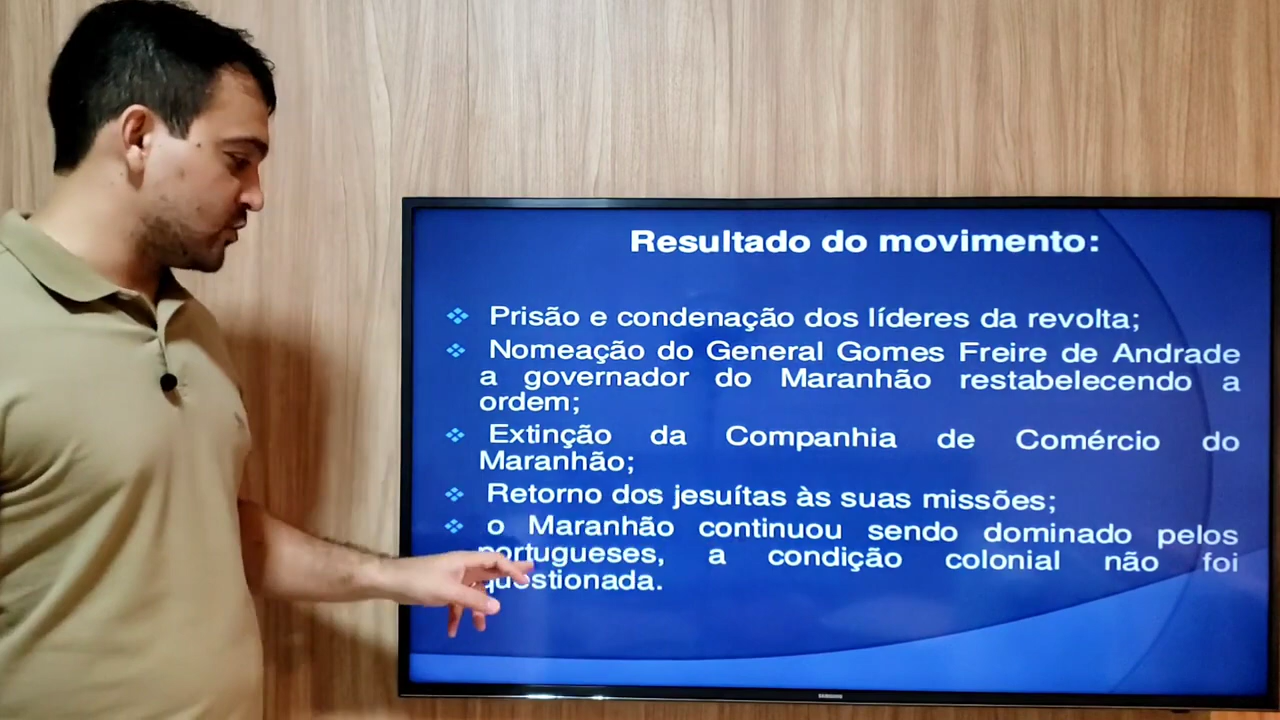 Resultado do movimento:
Prisão e condenação dos líderes da revolta;
Nomeação do General Gomes Freire de Andrade
a governador do Maranhão restabelecendo a
ordem;
Extinção da Companhia de Comércio do
Maranhão;
Retorno dos jesuítas às suas missões;
o Maranhão continuou sendo dominado pelos
portugueses, a condição colonial não foi
questionada.
SAMSUNG